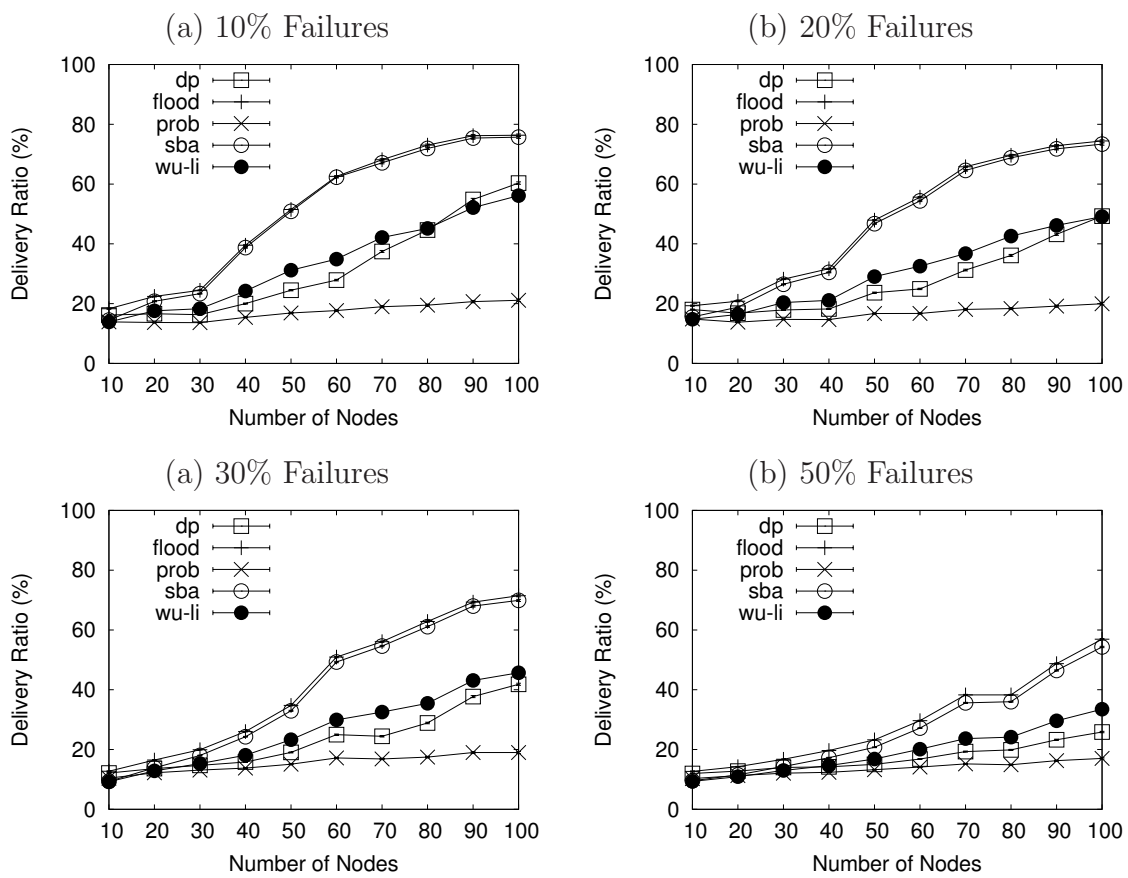 (a) 10% Failures
Delivery Ratio (%)
100
80
60
40
20
0
dp
flood
prob
sba
wu-li
10 20 30 40 50 60 70 80 90 100
Number of Nodes
(b) 20% Failures
Delivery Ratio (%)
100
80
60
40
20
0
dp
flood
prob
sba
wu-li
10 20 30 40 50 60 70 80 90 100
Number of Nodes
(a) 30% Failures
Delivery Ratio (%)
100
80
60
40
20
0
dp
flood
prob
sba
wu-li
10 20 30 40 50 60 70 80 90 100
Number of Nodes
(b) 50% Failures
Delivery Ratio (%)
100
80
60
40
20
0
dp
flood
prob
sba
wu-li
10 20 30 40 50 60 70 80 90 100
Number of Nodes